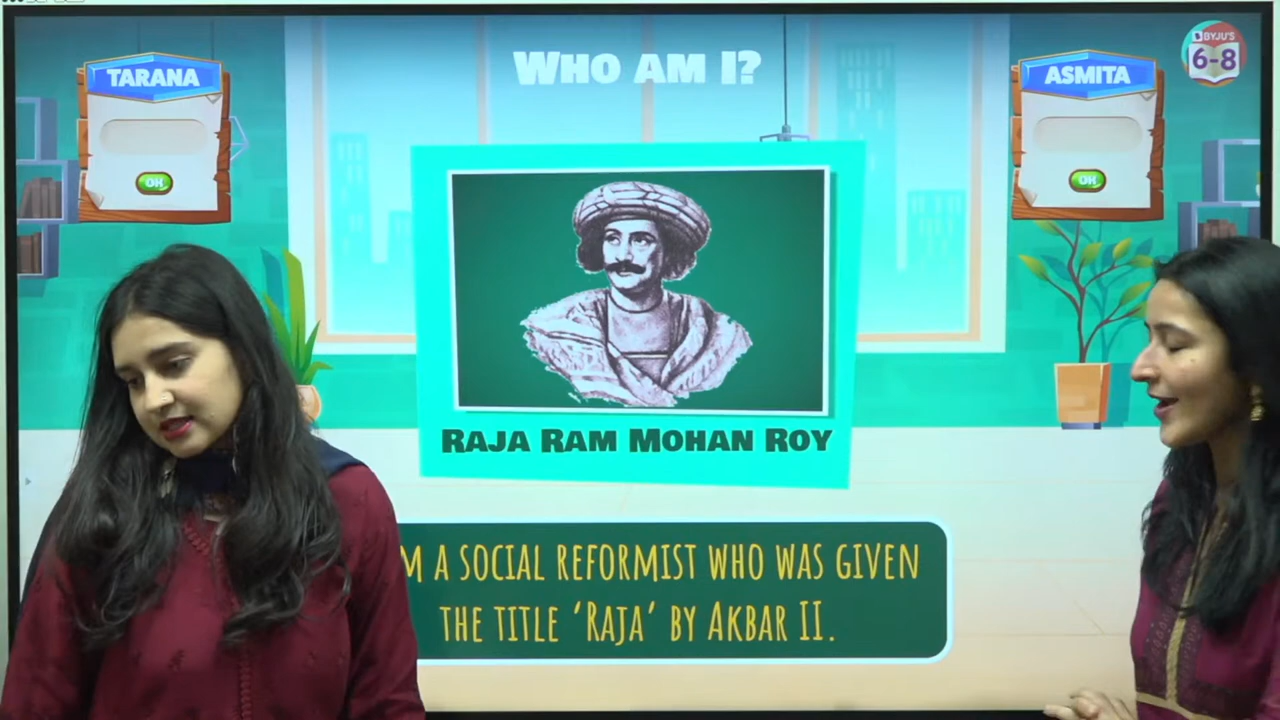 WHO AM I?
TARANA
OK
ASMITA
OK
BYJU'S
6-8
RAJA RAM MOHAN ROY
M A SOCIAL REFORMIST WHO WAS GIVEN
THE TITLE ‘RAJA’ BY AKBAR II.